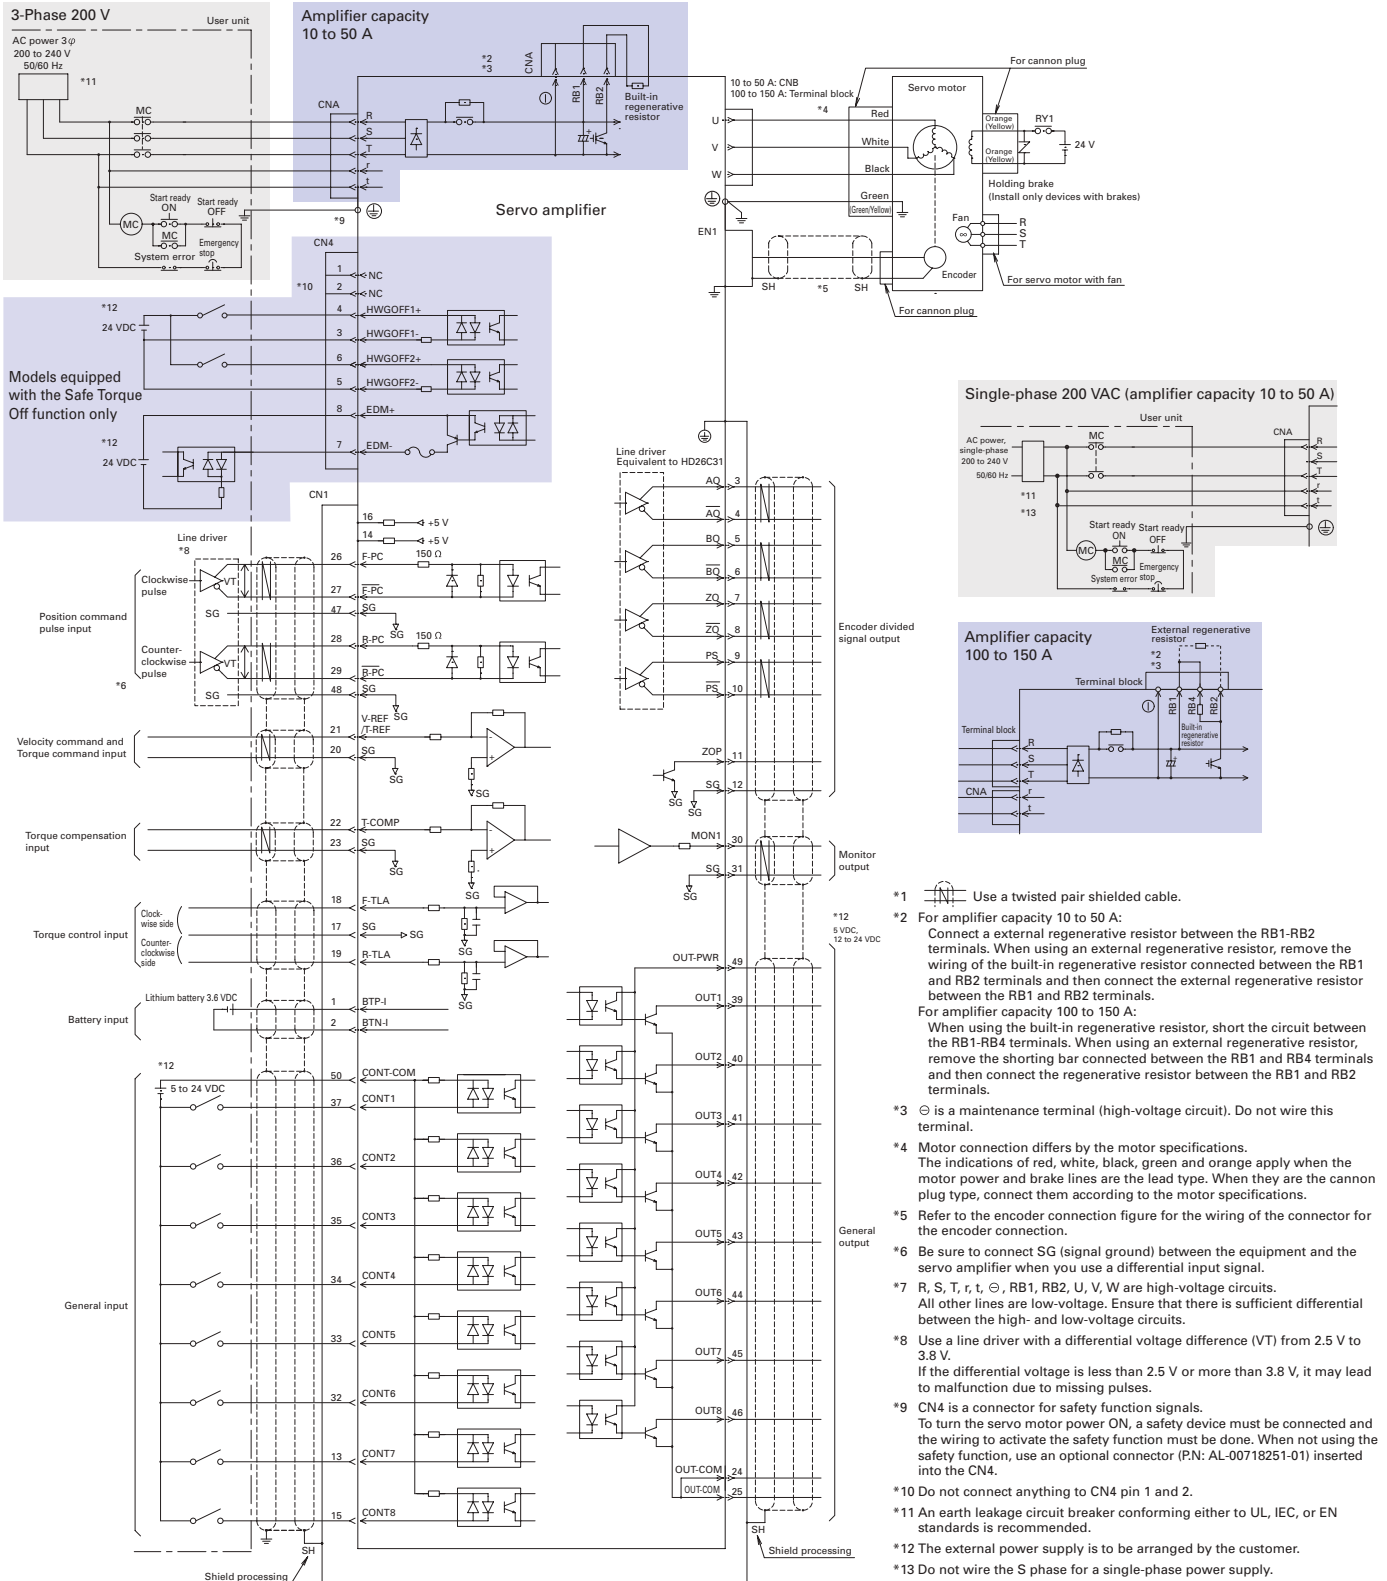 3-Phase 200 V
User unit
AC power 3φ
200 to 240 V
50/60 Hz
*11
MC
Start ready
ON
Start ready
OFF
MC
MC
System error
Emergency
stop
Amplifier capacity
10 to 50 A
*2
*3
CNA
⊖
RB1
RB2
Built-in
regenerative
resistor
CNA
R
S
T
r
t
*9
Servo amplifier
10 to 50 A: CNB
100 to 150 A: Terminal block
*4
U
V
W
EN1
For cannon plug
Servo motor
Red
White
Black
Green
(Green/Yellow)
Orange
(Yellow)
Orange
(Yellow)
RY1
24 V
Holding brake
(Install only devices with brakes)
Fan
R
S
T
Encoder
SH
*5
SH
For servo motor with fan
For cannon plug
CN4
*10
1
NC
2
NC
4
HWGOFF1+
3
HWGOFF1-
6
HWGOFF2+
5
HWGOFF2-
8
EDM+
7
EDM-
*12
24 VDC
Models equipped
with the Safe Torque
Off function only
*12
24 VDC
CN1
16
+5 V
14
+5 V
Line driver
*8
Clockwise
pulse
VT
SG
Position command
pulse input
Counter-
clockwise
pulse
VT
SG
*6
26
F-PC
150 Ω
27
F-PC
47
SG
SG
28
R-PC
150 Ω
29
R-PC
48
SG
SG
Velocity command and
Torque command input
21
V-REF
/T-REF
20
SG
SG
SG
Torque compensation
input
22
T-COMP
23
SG
SG
SG
Torque control input
Clock-
wise side
Counter-
clockwise
side
18
F-TLA
17
SG
SG
19
R-TLA
SG
SG
Battery input
Lithium battery 3.6 VDC
1
BTP-I
2
BTN-I
General input
*12
5 to 24 VDC
50
CONT-COM
37
CONT1
36
CONT2
35
CONT3
34
CONT4
33
CONT5
32
CONT6
13
CONT7
15
CONT8
SH
Shield processing
Line driver
Equivalent to HD26C31
AO
3
AO
4
BO
5
BO
6
ZO
7
ZO
8
PS
9
PS
10
Encoder divided
signal output
ZOP
11
SG
12
SG
SG
MON1
30
SG
31
SG
Monitor
output
*12
5 VDC,
12 to 24 VDC
OUT-PWR
49
OUT1
39
OUT2
40
OUT3
41
OUT4
42
OUT5
43
OUT6
44
OUT7
45
OUT8
46
OUT-COM
24
OUT-COM
25
General
output
SH
Shield processing
Single-phase 200 VAC (amplifier capacity 10 to 50 A)
User unit
AC power,
single-phase
200 to 240 V
50/60 Hz
*11
*13
MC
CNA
R
S
T
r
t
Start ready
ON
Start ready
OFF
MC
MC
System error
Emergency
stop
Amplifier capacity
100 to 150 A
External regenerative
resistor
*2
*3
Terminal block
⊖
RB1
RB4
RB2
Built-in
regenerative
resistor
Terminal block
R
S
T
CNA
r
t
*1 Use a twisted pair shielded cable.
*2 For amplifier capacity 10 to 50 A:
Connect a external regenerative resistor between the RB1-RB2
terminals. When using an external regenerative resistor, remove the
wiring of the built-in regenerative resistor connected between the RB1
and RB2 terminals and then connect the external regenerative resistor
between the RB1 and RB2 terminals.
For amplifier capacity 100 to 150 A:
When using the built-in regenerative resistor, short the circuit between
the RB1-RB4 terminals. When using an external regenerative resistor,
remove the shorting bar connected between the RB1 and RB4 terminals
and then connect the regenerative resistor between the RB1 and RB2
terminals.
*3 ⊖ is a maintenance terminal (high-voltage circuit). Do not wire this
terminal.
*4 Motor connection differs by the motor specifications.
The indications of red, white, black, green and orange apply when the
motor power and brake lines are the lead type. When they are the cannon
plug type, connect them according to the motor specifications.
*5 Refer to the encoder connection figure for the wiring of the connector for
the encoder connection.
*6 Be sure to connect SG (signal ground) between the equipment and the
servo amplifier when you use a differential input signal.
*7 R, S, T, r, t, ⊖, RB1, RB2, U, V, W are high-voltage circuits.
All other lines are low-voltage. Ensure that there is sufficient differential
between the high- and low-voltage circuits.
*8 Use a line driver with a differential voltage difference (VT) from 2.5 V to
3.8 V.
If the differential voltage is less than 2.5 V or more than 3.8 V, it may lead
to malfunction due to missing pulses.
*9 CN4 is a connector for safety function signals.
To turn the servo motor power ON, a safety device must be connected and
the wiring to activate the safety function must be done. When not using the
safety function, use an optional connector (P.N: AL-00718251-01) inserted
into the CN4.
*10 Do not connect anything to CN4 pin 1 and 2.
*11 An earth leakage circuit breaker conforming either to UL, IEC, or EN
standards is recommended.
*12 The external power supply is to be arranged by the customer.
*13 Do not wire the S phase for a single-phase power supply.